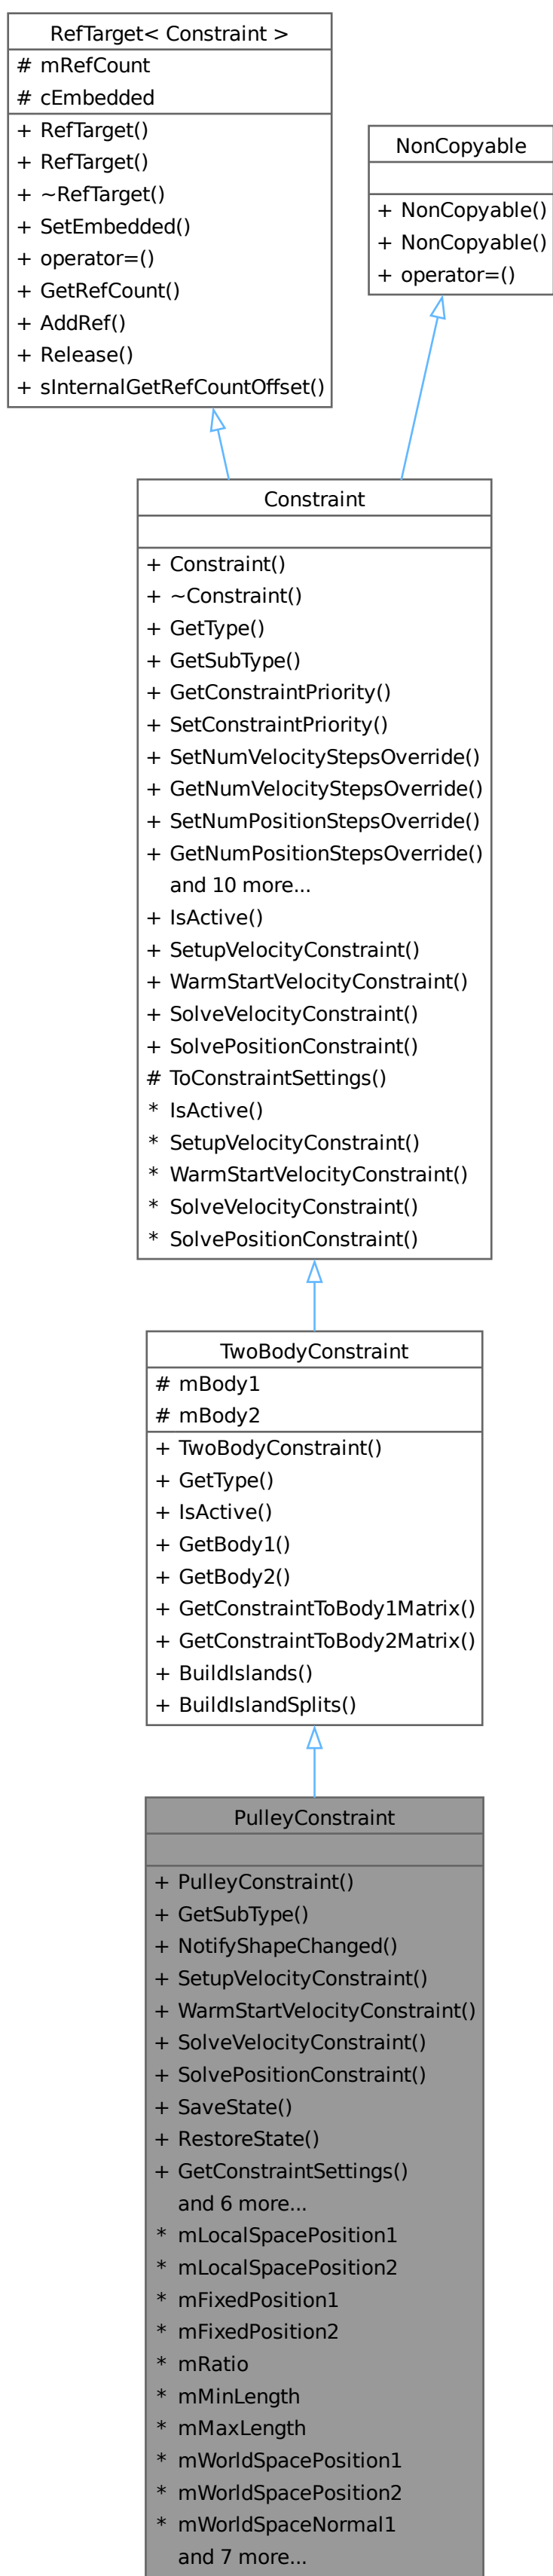 RefTarget< Constraint >
# mRefCount
# cEmbedded
+ RefTarget()
+ RefTarget()
+ ~RefTarget()
+ SetEmbedded()
+ operator=()
+ GetRefCount()
+ AddRef()
+ Release()
+ sInternalGetRefCountOffset()
NonCopyable
+ NonCopyable()
+ NonCopyable()
+ operator=()
Constraint
+ Constraint()
+ ~Constraint()
+ GetType()
+ GetSubType()
+ GetConstraintPriority()
+ SetConstraintPriority()
+ SetNumVelocityStepsOverride()
+ GetNumVelocityStepsOverride()
+ SetNumPositionStepsOverride()
+ GetNumPositionStepsOverride()
and 10 more...
+ IsActive()
+ SetupVelocityConstraint()
+ WarmStartVelocityConstraint()
+ SolveVelocityConstraint()
+ SolvePositionConstraint()
# ToConstraintSettings()
* IsActive()
* SetupVelocityConstraint()
* WarmStartVelocityConstraint()
* SolveVelocityConstraint()
* SolvePositionConstraint()
TwoBodyConstraint
# mBody1
# mBody2
+ TwoBodyConstraint()
+ GetType()
+ IsActive()
+ GetBody1()
+ GetBody2()
+ GetConstraintToBody1Matrix()
+ GetConstraintToBody2Matrix()
+ BuildIslands()
+ BuildIslandSplits()
PulleyConstraint
+ PulleyConstraint()
+ GetSubType()
+ NotifyShapeChanged()
+ SetupVelocityConstraint()
+ WarmStartVelocityConstraint()
+ SolveVelocityConstraint()
+ SolvePositionConstraint()
+ SaveState()
+ RestoreState()
+ GetConstraintSettings()
and 6 more...
* mLocalSpacePosition1
* mLocalSpacePosition2
* mFixedPosition1
* mFixedPosition2
* mRatio
* mMinLength
* mMaxLength
* mWorldSpacePosition1
* mWorldSpacePosition2
* mWorldSpaceNormal1
and 7 more...